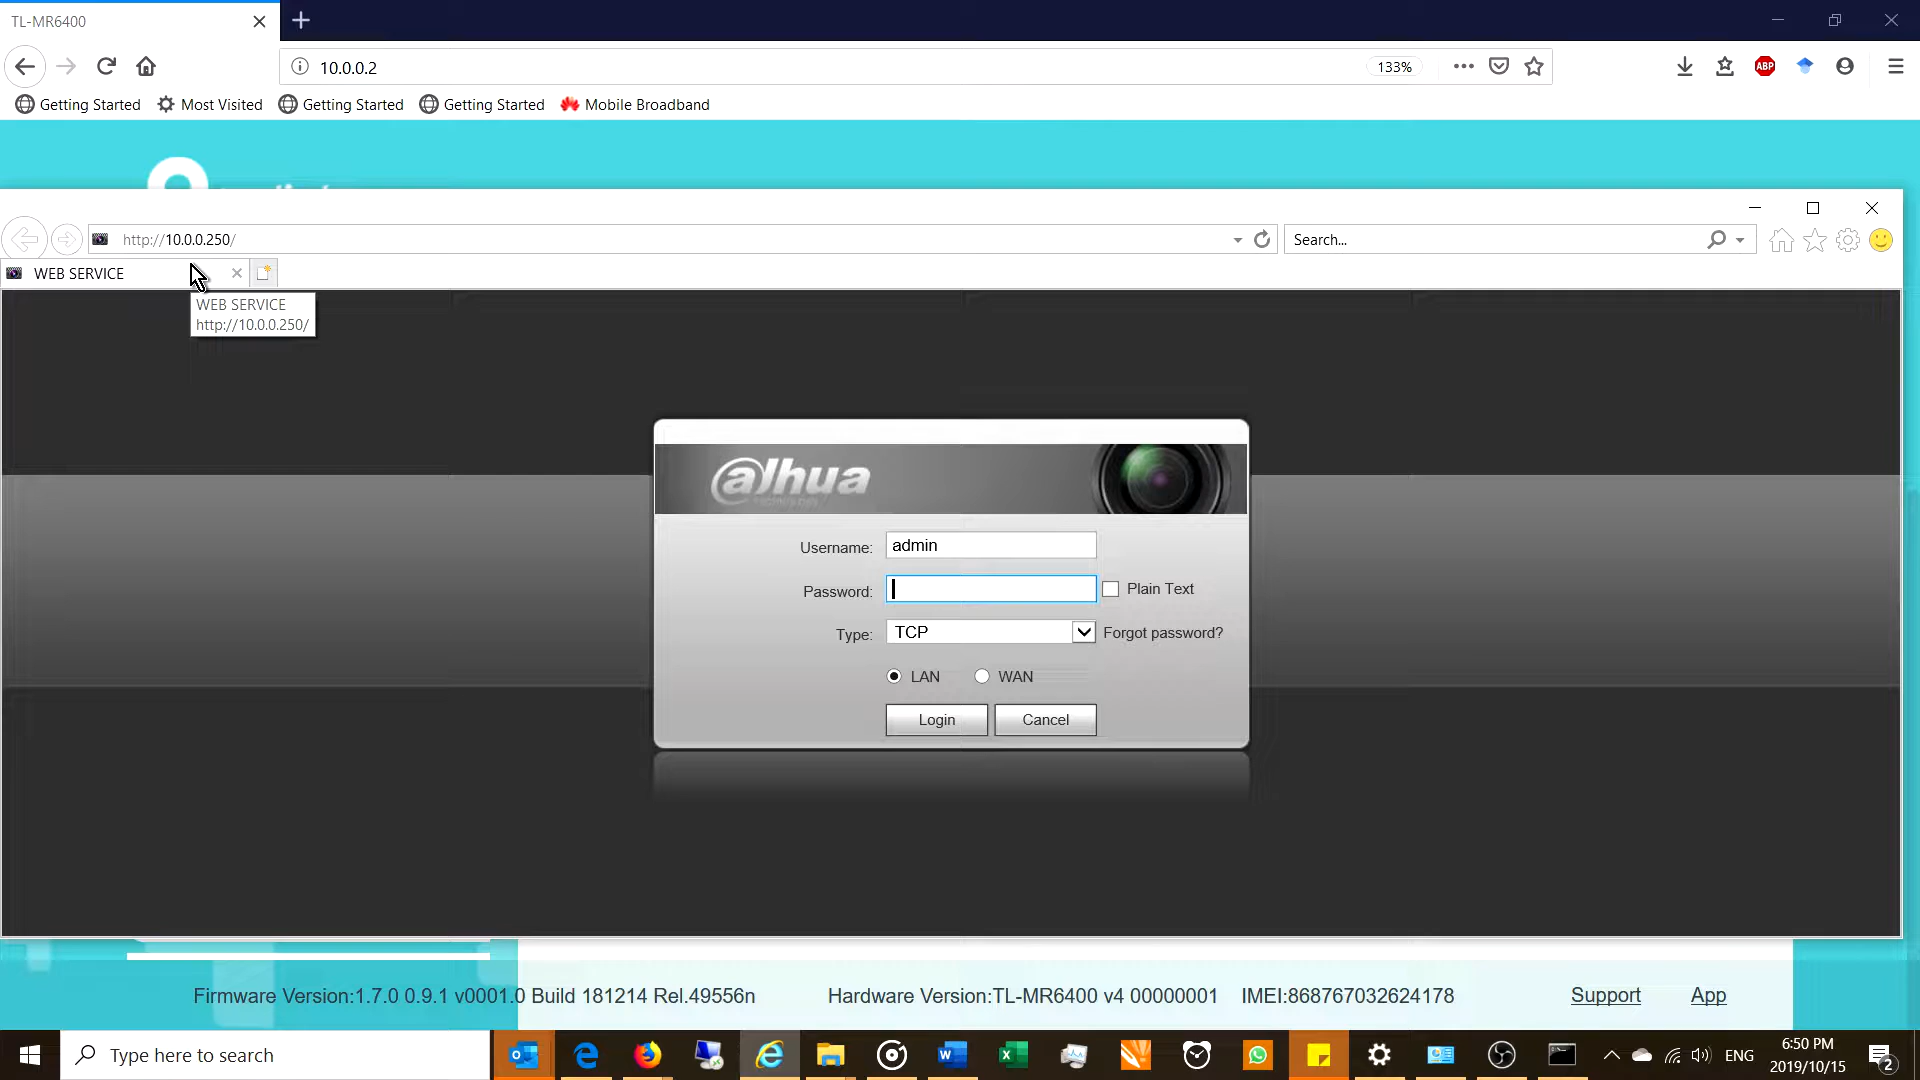 TL-MR6400
10.0.0.2
133%
ABP
Getting Started
Most Visited
Getting Started
Getting Started
Mobile Broadband
http://10.0.0.250/
Search...
WEB SERVICE
WEB SERVICE
http://10.0.0.250/
alhua
TECHNOLOGY
Username: admin
Password: Plain Text
Type: TCP Forgot password?
LAN WAN
Login Cancel
Firmware Version:1.7.0 0.9.1 v0001.0 Build 181214 Rel.49556n Hardware Version:TL-MR6400 v4 00000001 IMEI:868767032624178 Support App
Type here to search
ENG
6:50 PM
2019/10/15
2